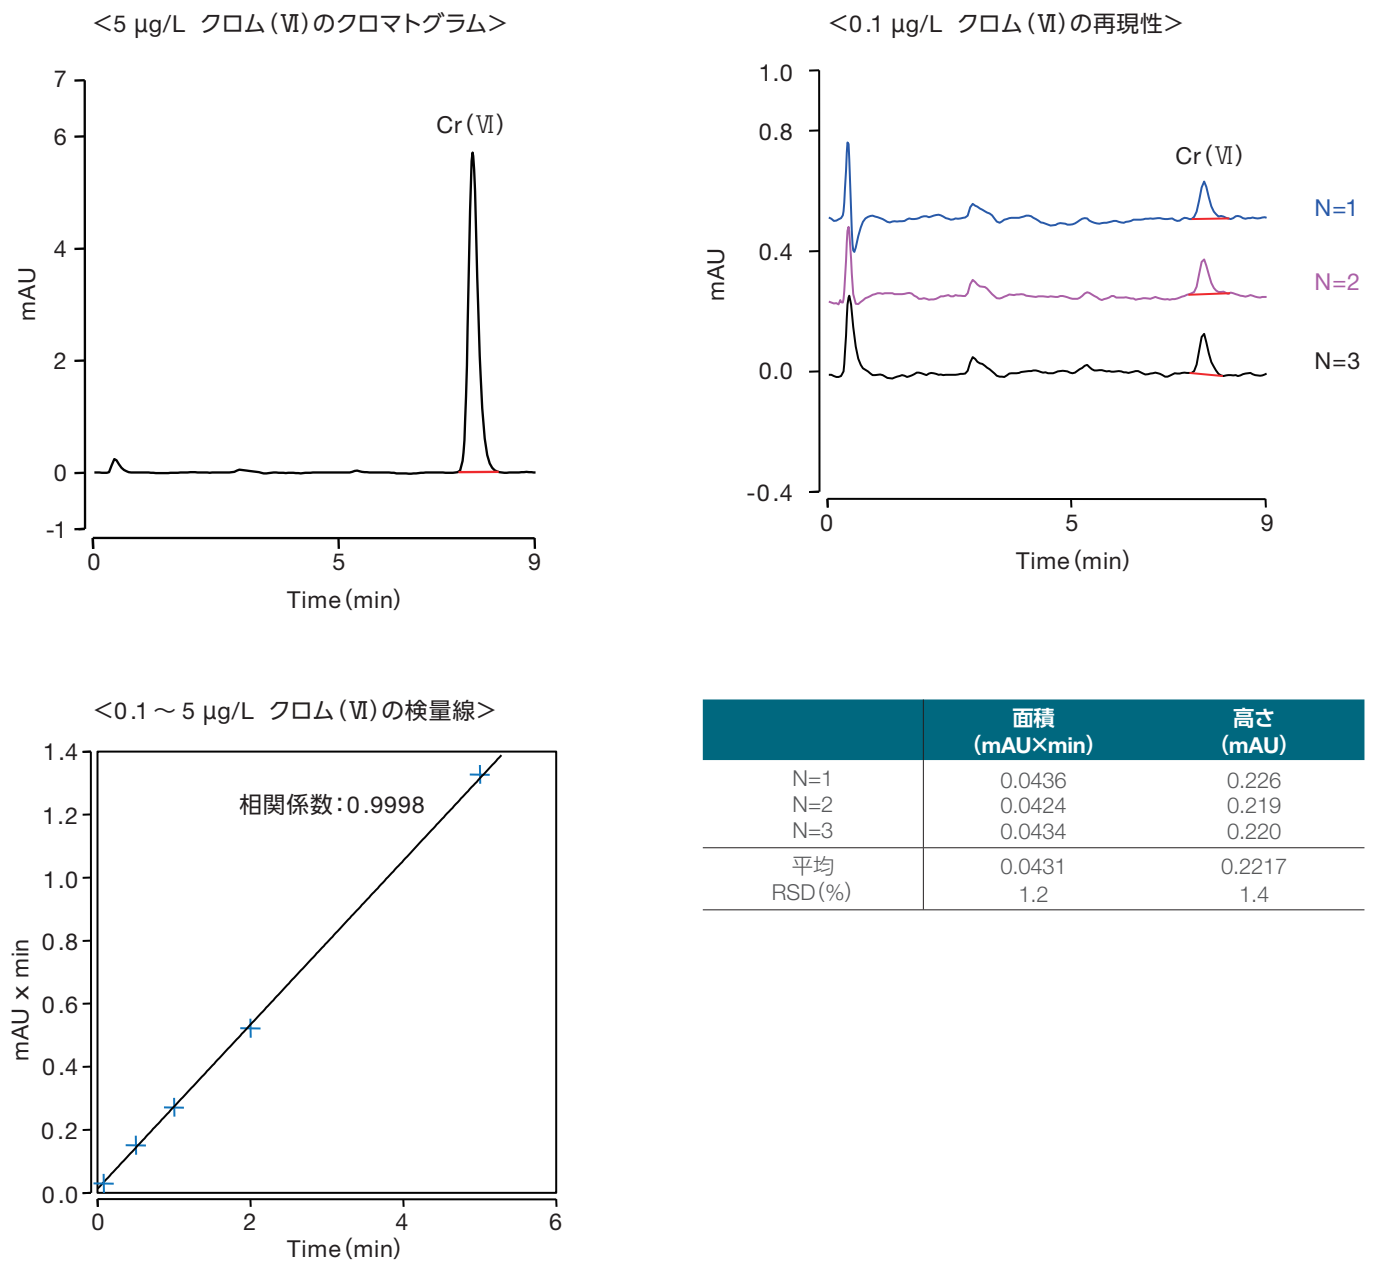 <5 µg/L クロム(Ⅵ)のクロマトグラム>
7
6
4
2
0
-1
mAU
Cr(Ⅵ)
0
5
9
Time(min)
<0.1 µg/L クロム(Ⅵ)の再現性>
1.0
0.8
0.4
0.0
-0.4
mAU
Cr(Ⅵ)
N=1
N=2
N=3
0
5
9
Time(min)
<0.1～5 µg/L クロム(Ⅵ)の検量線>
1.4
1.2
1.0
0.8
0.6
0.4
0.2
0.0
mAU x min
相関係数：0.9998
0
2
4
6
Time(min)
面積 高さ
(mAU×min) (mAU)
N=1 0.0436 0.226
N=2 0.0424 0.219
N=3 0.0434 0.220
平均 0.0431 0.2217
RSD(%) 1.2 1.4